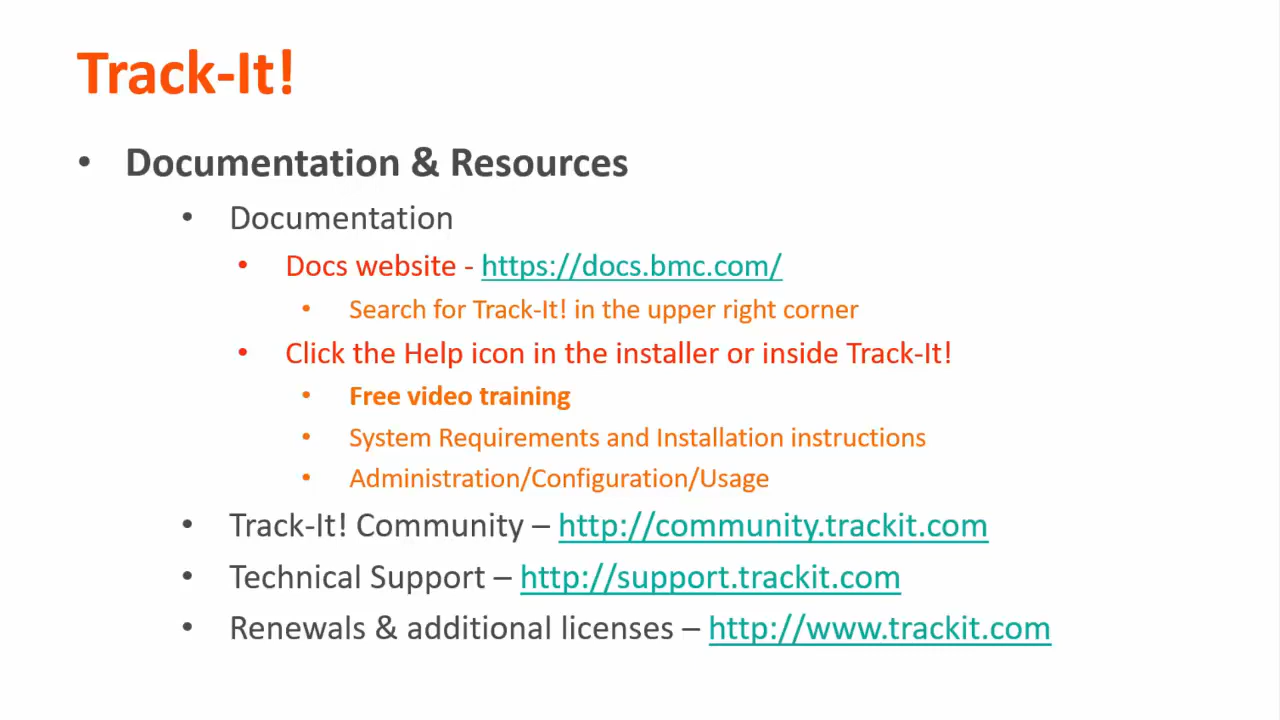 Track-It!
• Documentation & Resources
• Documentation
• Docs website - https://docs.bmc.com/
• Search for Track-It! in the upper right corner
• Click the Help icon in the installer or inside Track-It!
• Free video training
• System Requirements and Installation instructions
• Administration/Configuration/Usage
• Track-It! Community – http://community.trackit.com
• Technical Support – http://support.trackit.com
• Renewals & additional licenses – http://www.trackit.com